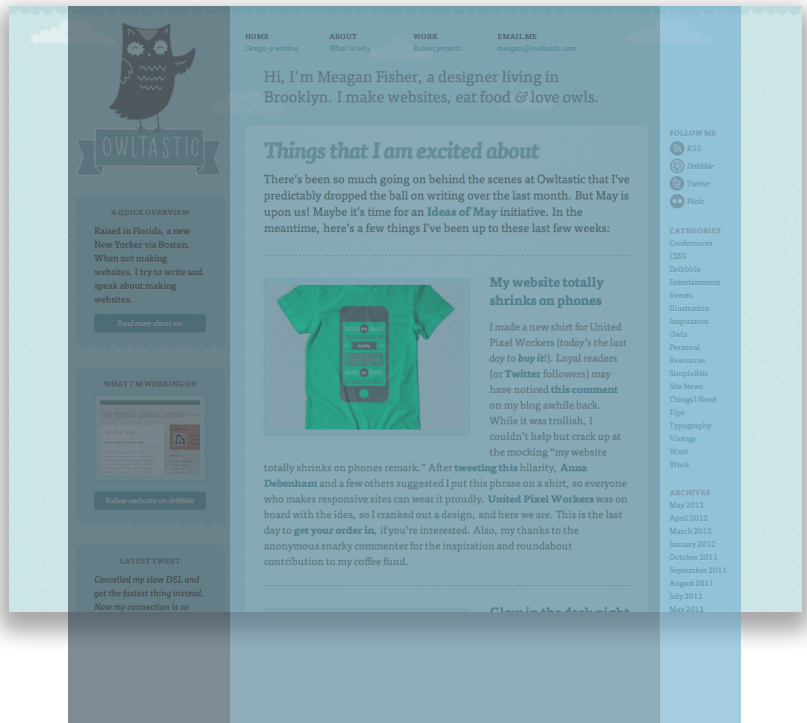 HOME
Design-y writing
ABOUT
What & why
WORK
Recent projects
EMAIL ME
meagan@owltastic.com
Hi, I'm Meagan Fisher, a designer living in
Brooklyn. I make websites, eat food & love owls.
OWLTASTIC
A QUICK OVERVIEW
Raised in Florida, a new
New Yorker via Boston.
When not making
websites, I try to write and
speak about making
websites.
Read more about me
WHAT I'M WORKING ON
GO TITLE GOES HERE
Follow owltastic on dribbble
LATEST TWEET
Cancelled my slow DSL and
got the fastest thing instead.
Now my connection is so
Things that I am excited about
There's been so much going on behind the scenes at Owltastic that I've
predictably dropped the ball on writing over the last month. But May is
upon us! Maybe it's time for an Ideas of May initiative. In the
meantime, here's a few things I've been up to these last few weeks:
My website totally
shrinks on phones
I made a new shirt for United
Pixel Workers (today's the last
day to buy it!). Loyal readers
(or Twitter followers) may
have noticed this comment
on my blog awhile back.
While it was trollish, I
couldn't help but crack up at
the mocking "my website
totally shrinks on phones remark." After tweeting this hilarity, Anna
Debenham and a few others suggested I put this phrase on a shirt, so everyone
who makes responsive sites can wear it proudly. United Pixel Workers was on
board with the idea, so I cranked out a design, and here we are. This is the last
day to get your order in, if you're interested. Also, my thanks to the
anonymous snarky commenter for the inspiration and roundabout
contribution to my coffee fund.
FOLLOW ME
RSS
Dribbble
Twitter
Flickr
CATEGORIES
Conferences
CSS3
Dribbble
Entertainment
Events
Illustration
Inspiration
Owls
Personal
Resources
SimpleBits
Site News
Things I Need
Tips
Typography
Vintage
Want
Work
ARCHIVES
May 2012
April 2012
March 2012
January 2012
October 2011
September 2011
August 2011
July 2011
May 2011